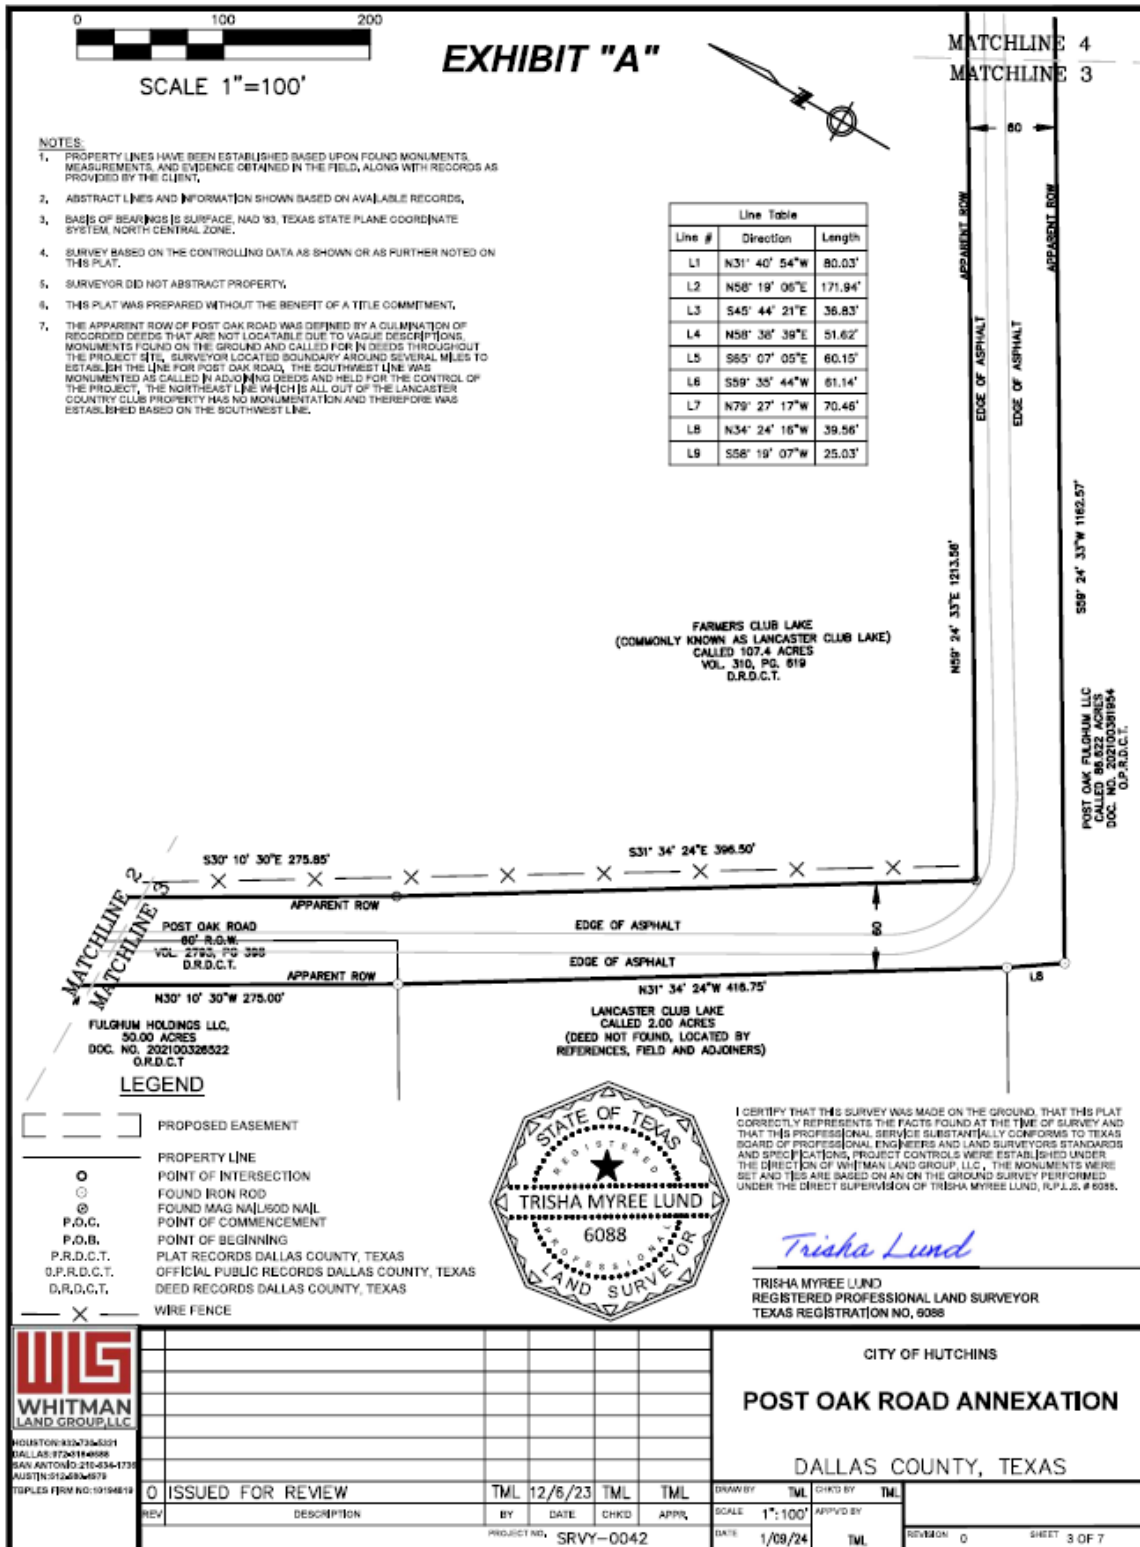 0 100 200
SCALE 1"=100'
EXHIBIT "A"
N
MATCHLINE 4
MATCHLINE 3
60
APPARENT ROW
APPARENT ROW
EDGE OF ASPHALT
EDGE OF ASPHALT
NOTES:
1. PROPERTY LINES HAVE BEEN ESTABLISHED BASED UPON FOUND MONUMENTS,
MEASUREMENTS, AND EVIDENCE OBTAINED IN THE FIELD, ALONG WITH RECORDS AS
PROVIDED BY THE CLIENT.
2. ABSTRACT LINES AND INFORMATION SHOWN BASED ON AVAILABLE RECORDS.
3. BASIS OF BEARINGS IS SURFACE, NAD '83, TEXAS STATE PLANE COORDINATE
SYSTEM, NORTH CENTRAL ZONE.
4. SURVEY BASED ON THE CONTROLLING DATA AS SHOWN OR AS FURTHER NOTED ON
THIS PLAT.
5. SURVEYOR DID NOT ABSTRACT PROPERTY.
6. THIS PLAT WAS PREPARED WITHOUT THE BENEFIT OF A TITLE COMMITMENT.
7. THE APPARENT ROW OF POST OAK ROAD WAS DEFINED BY A CULMINATION OF
RECORDED DEEDS THAT ARE NOT LOCATABLE DUE TO VAGUE DESCRIPTIONS,
MONUMENTS FOUND ON THE GROUND AND CALLED FOR IN DEEDS THROUGHOUT
THE PROJECT SITE. SURVEYOR LOCATED BOUNDARY AROUND SEVERAL MILES TO
ESTABLISH THE LINE FOR POST OAK ROAD. THE SOUTHWEST LINE WAS
MONUMENTED AS CALLED IN ADJOINING DEEDS AND HELD FOR THE CONTROL OF
THE PROJECT. THE NORTHEAST LINE WHICH IS ALL OUT OF THE LANCASTER
COUNTRY CLUB PROPERTY HAS NO MONUMENTATION AND THEREFORE WAS
ESTABLISHED BASED ON THE SOUTHWEST LINE.
Line Table
Line # Direction Length
L1 N31° 40' 54"W 80.03'
L2 N58° 19' 06"E 171.94'
L3 S45° 44' 21"E 36.83'
L4 N58° 38' 39"E 51.62'
L5 S65° 07' 05"E 60.15'
L6 S59° 35' 44"W 61.14'
L7 N79° 27' 17"W 70.46'
L8 N34° 24' 16"W 39.56'
L9 S58° 19' 07"W 25.03'
N59° 24' 33"E 1213.58'
S59° 24' 33"W 1162.57'
FARMERS CLUB LAKE
(COMMONLY KNOWN AS LANCASTER CLUB LAKE)
CALLED 107.4 ACRES
VOL. 310, PG. 619
D.R.D.C.T.
POST OAK FULGHUM LLC
CALLED 86.622 ACRES
DOC. NO. 202100381954
O.P.R.D.C.T.
S30° 10' 30"E 275.85'
S31° 34' 24"E 396.50'
MATCHLINE 2
MATCHLINE 3
APPARENT ROW
POST OAK ROAD
60' R.O.W.
VOL. 2793, PG 398
D.R.D.C.T.
EDGE OF ASPHALT
60
EDGE OF ASPHALT
APPARENT ROW
L6
N30° 10' 30"W 275.00'
N31° 34' 24"W 416.75'
FULGHUM HOLDINGS LLC,
50.00 ACRES
DOC. NO. 202100326522
O.R.D.C.T
LANCASTER CLUB LAKE
CALLED 2.00 ACRES
(DEED NOT FOUND, LOCATED BY
REFERENCES, FIELD AND ADJOINERS)
LEGEND
PROPOSED EASEMENT
PROPERTY LINE
POINT OF INTERSECTION
FOUND IRON ROD
FOUND MAG NAIL/60D NAIL
P.O.C. POINT OF COMMENCEMENT
P.O.B. POINT OF BEGINNING
P.R.D.C.T. PLAT RECORDS DALLAS COUNTY, TEXAS
O.P.R.D.C.T. OFFICIAL PUBLIC RECORDS DALLAS COUNTY, TEXAS
D.R.D.C.T. DEED RECORDS DALLAS COUNTY, TEXAS
WIRE FENCE
STATE OF TEXAS
REGISTERED
TRISHA MYREE LUND
6088
PROFESSIONAL
LAND SURVEYOR
I CERTIFY THAT THIS SURVEY WAS MADE ON THE GROUND, THAT THIS PLAT
CORRECTLY REPRESENTS THE FACTS FOUND AT THE TIME OF SURVEY AND
THAT THIS PROFESSIONAL SERVICE SUBSTANTIALLY CONFORMS TO TEXAS
BOARD OF PROFESSIONAL ENGINEERS AND LAND SURVEYORS STANDARDS
AND SPECIFICATIONS, PROJECT CONTROLS WERE ESTABLISHED UNDER
THE DIRECTION OF WHITMAN LAND GROUP, LLC., THE MONUMENTS WERE
SET AND TIES ARE BASED ON AN ON THE GROUND SURVEY PERFORMED
UNDER THE DIRECT SUPERVISION OF TRISHA MYREE LUND, R.P.L.S. # 6088.
Trisha Lund
TRISHA MYREE LUND
REGISTERED PROFESSIONAL LAND SURVEYOR
TEXAS REGISTRATION NO. 6088
WLG
WHITMAN
LAND GROUP,LLC
TBPLES FIRM NO:10194819
0 ISSUED FOR REVIEW TML 12/6/23 TML TML
REV DESCRIPTION BY DATE CHK'D APPR.
PROJECT NO. SRVY-0042
CITY OF HUTCHINS
POST OAK ROAD ANNEXATION
DALLAS COUNTY, TEXAS
DRAW BY TML CHK'D BY TML
SCALE 1":100' APPV'D BY
DATE 1/09/24 TML
REVISION 0 SHEET 3 OF 7